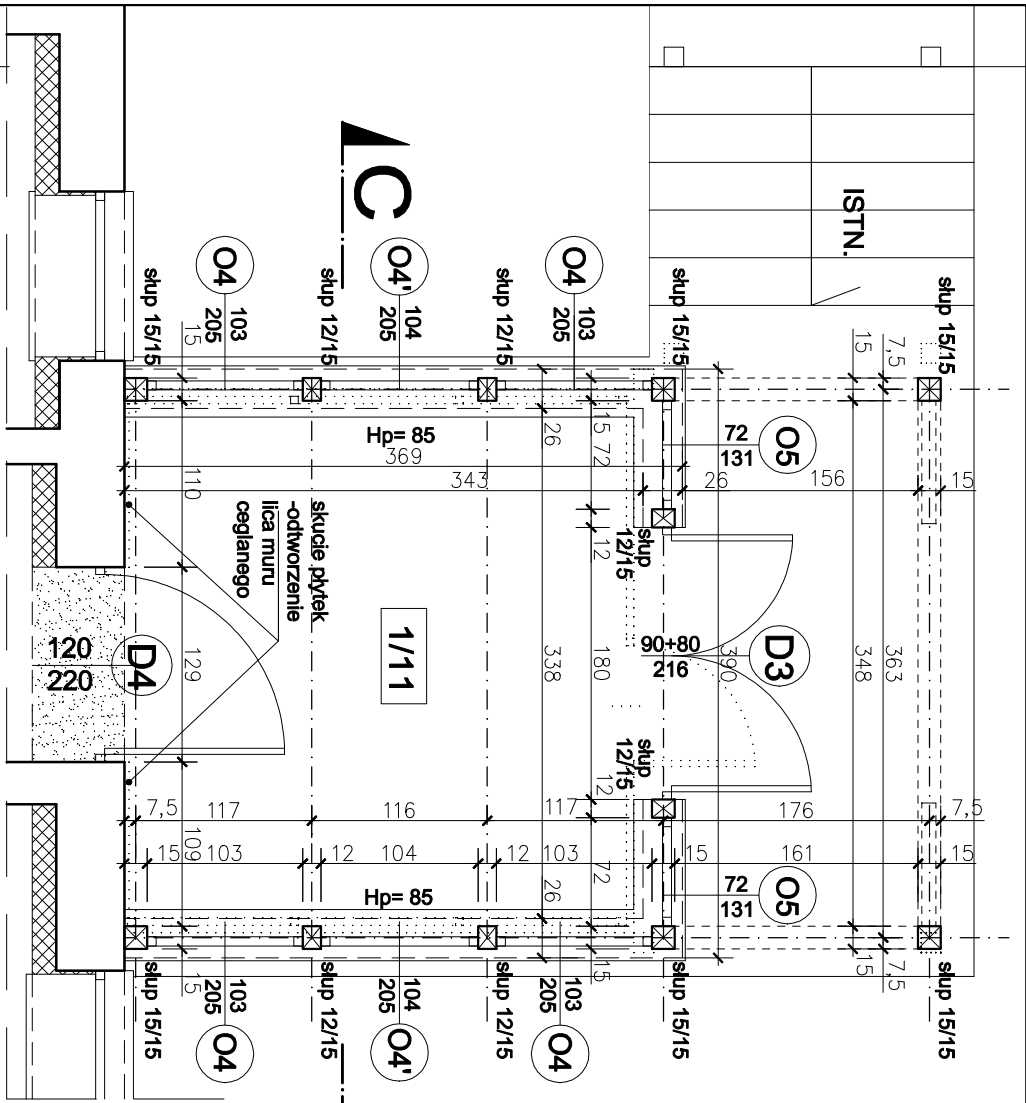 ISTN.
C
O4
103
205
O4'
104
205
O4
103
205
słup 15/15
słup 12/15
słup 12/15
słup 15/15
słup 15/15
15
7,5
15
Hp= 85
369
343
26
15
72
12
26
156
15
72
131
O5
110
skucie płytek
-odtworzenie
lica muru
ceglanego
słup
12/15
1/11
120
220
D4
129
338
180
90+80
216
390
D3
348
363
słup
12/15
12
7,5
117
116
117
176
7,5
109
15
103
12
104
12
103
15
161
15
72
26
Hp= 85
72
131
O5
15
15
15
7,5
słup 15/15
słup 12/15
słup 12/15
słup 15/15
słup 15/15
103
205
O4
104
205
O4'
103
205
O4